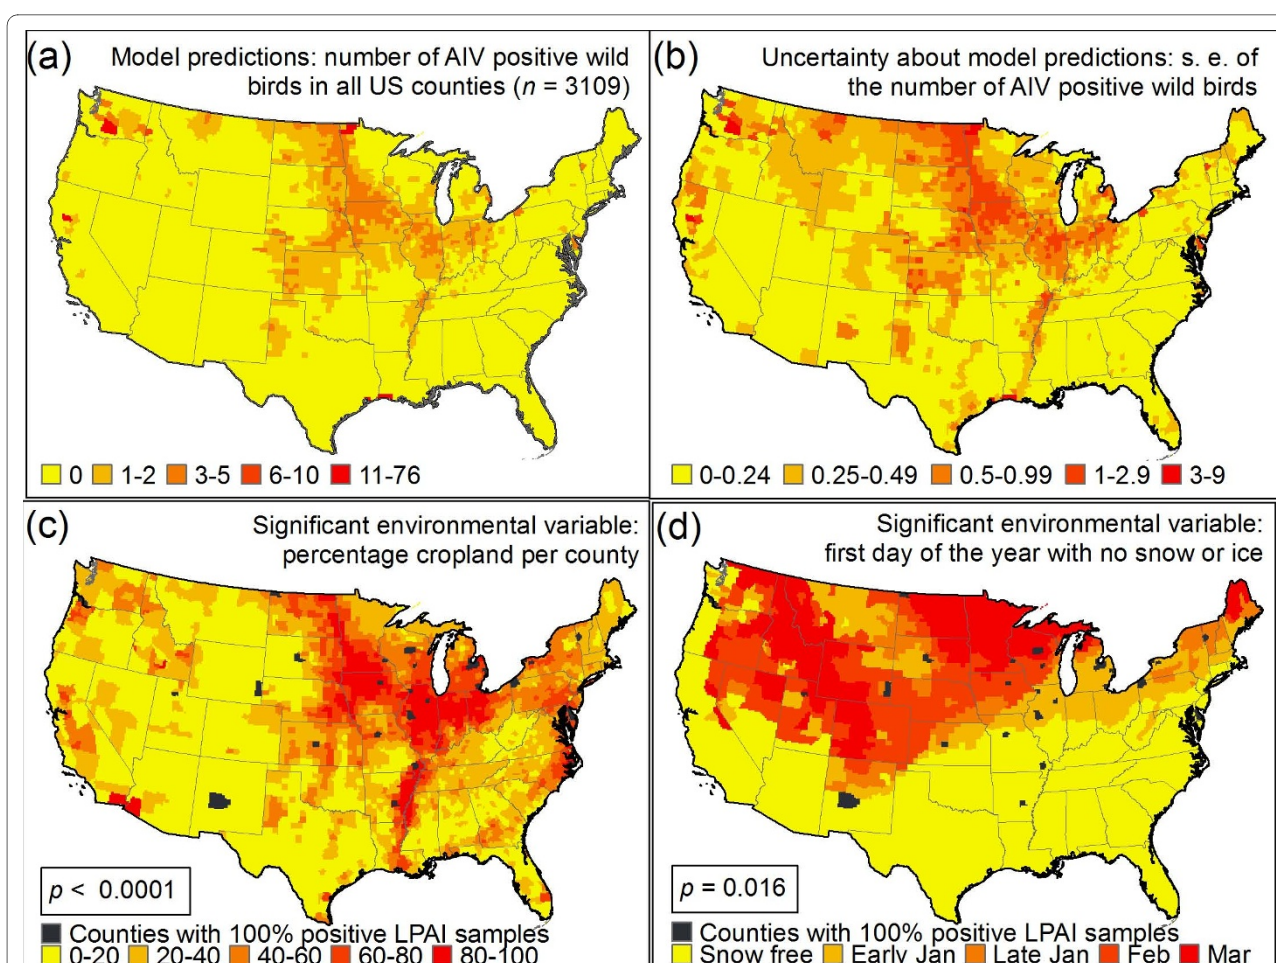 (a) Model predictions: number of AIV positive wild
birds in all US counties (n = 3109)
0 1-2 3-5 6-10 11-76
(b) Uncertainty about model predictions: s. e. of
the number of AIV positive wild birds
0-0.24 0.25-0.49 0.5-0.99 1-2.9 3-9
(c) Significant environmental variable:
percentage cropland per county
p < 0.0001
Counties with 100% positive LPAI samples
0-20 20-40 40-60 60-80 80-100
(d) Significant environmental variable:
first day of the year with no snow or ice
p = 0.016
Counties with 100% positive LPAI samples
Snow free Early Jan Late Jan Feb Mar